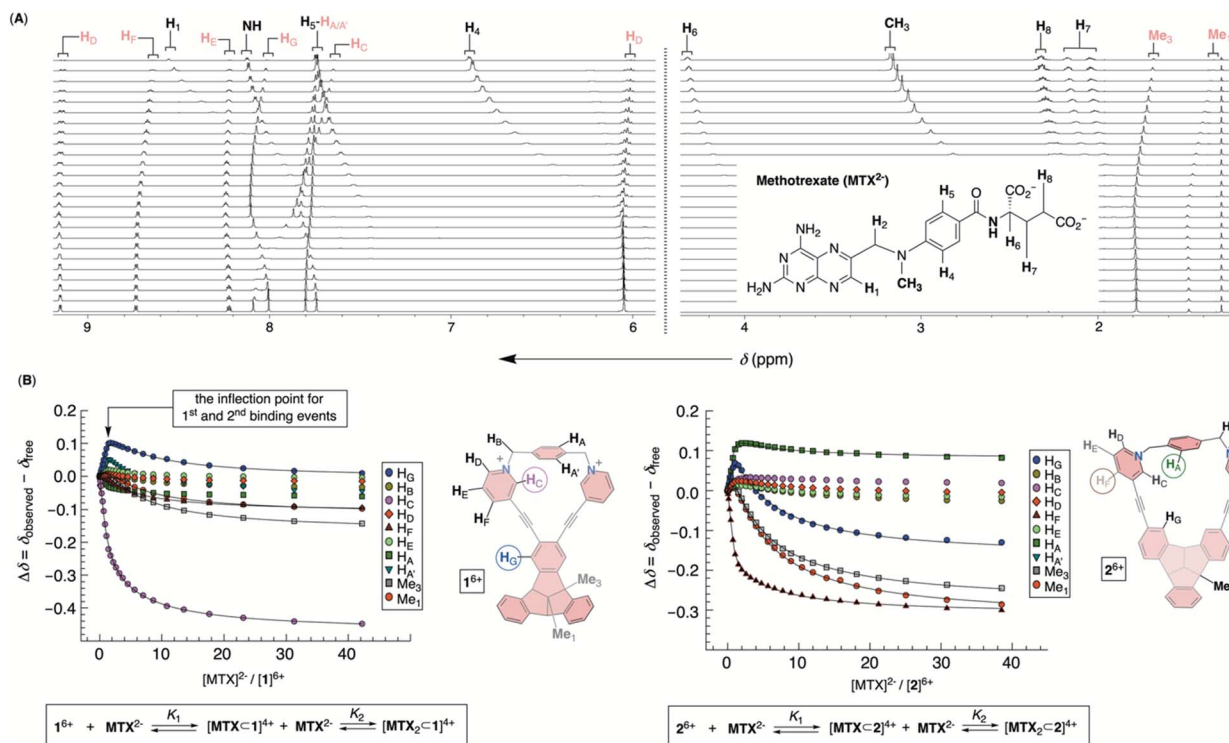 (A)
H1 NH H5-HA/A' H4 H6 CH3 H8 H7 Me3 Me1
HD HF HE HG HC HD
Methotrexate (MTX2-)
H5 O CO2− H8
H2 N H CO2−
NH2 H6
N N N H7
H2N N N H4
H1 CH3
9 8 7 6 4 3 2
δ (ppm)
(B)
the inflection point for
1st and 2nd binding events
0.2
0.1
0.0
-0.1
-0.2
-0.3
-0.4
Δδ = δobserved − δfree
0 10 20 30 40 50
[MTX]2- / [1]6+
HG
HB
HC
HD
HF
HE
HA
HA'
Me3
Me1
HB HA
+ N HA' N +
HD HC
HE
HF
HG
16+
Me3
Me1
0.2
0.1
0.0
-0.1
-0.2
-0.3
Δδ = δobserved − δfree
0 10 20 30 40 50
[MTX]2- / [2]6+
HG
HB
HC
HD
HF
HE
HA
Me3
Me1
HD H
HE N HA N
HF HC
HG
26+
Me
16+ + MTX2- K1 [MTX⊂1]4+ + MTX2- K2 [MTX2⊂1]4+
26+ + MTX2- K1 [MTX⊂2]4+ + MTX2- K2 [MTX2⊂2]4+